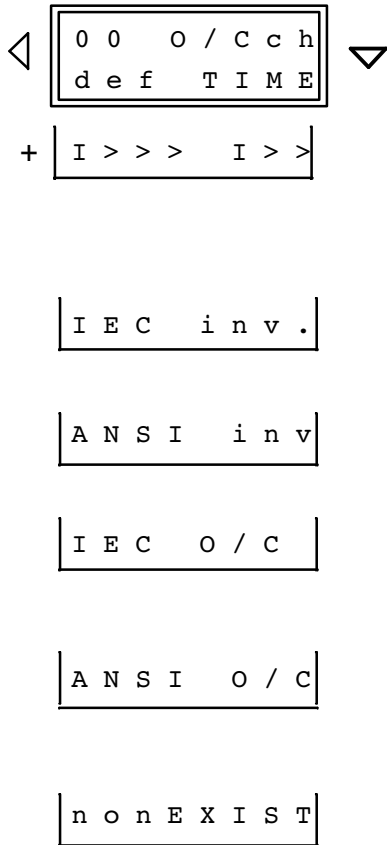 00 O/Cch
def TIME
+ I>>> I>>
IEC inv.
ANSI inv
IEC O/C
ANSI O/C
nonEXIST